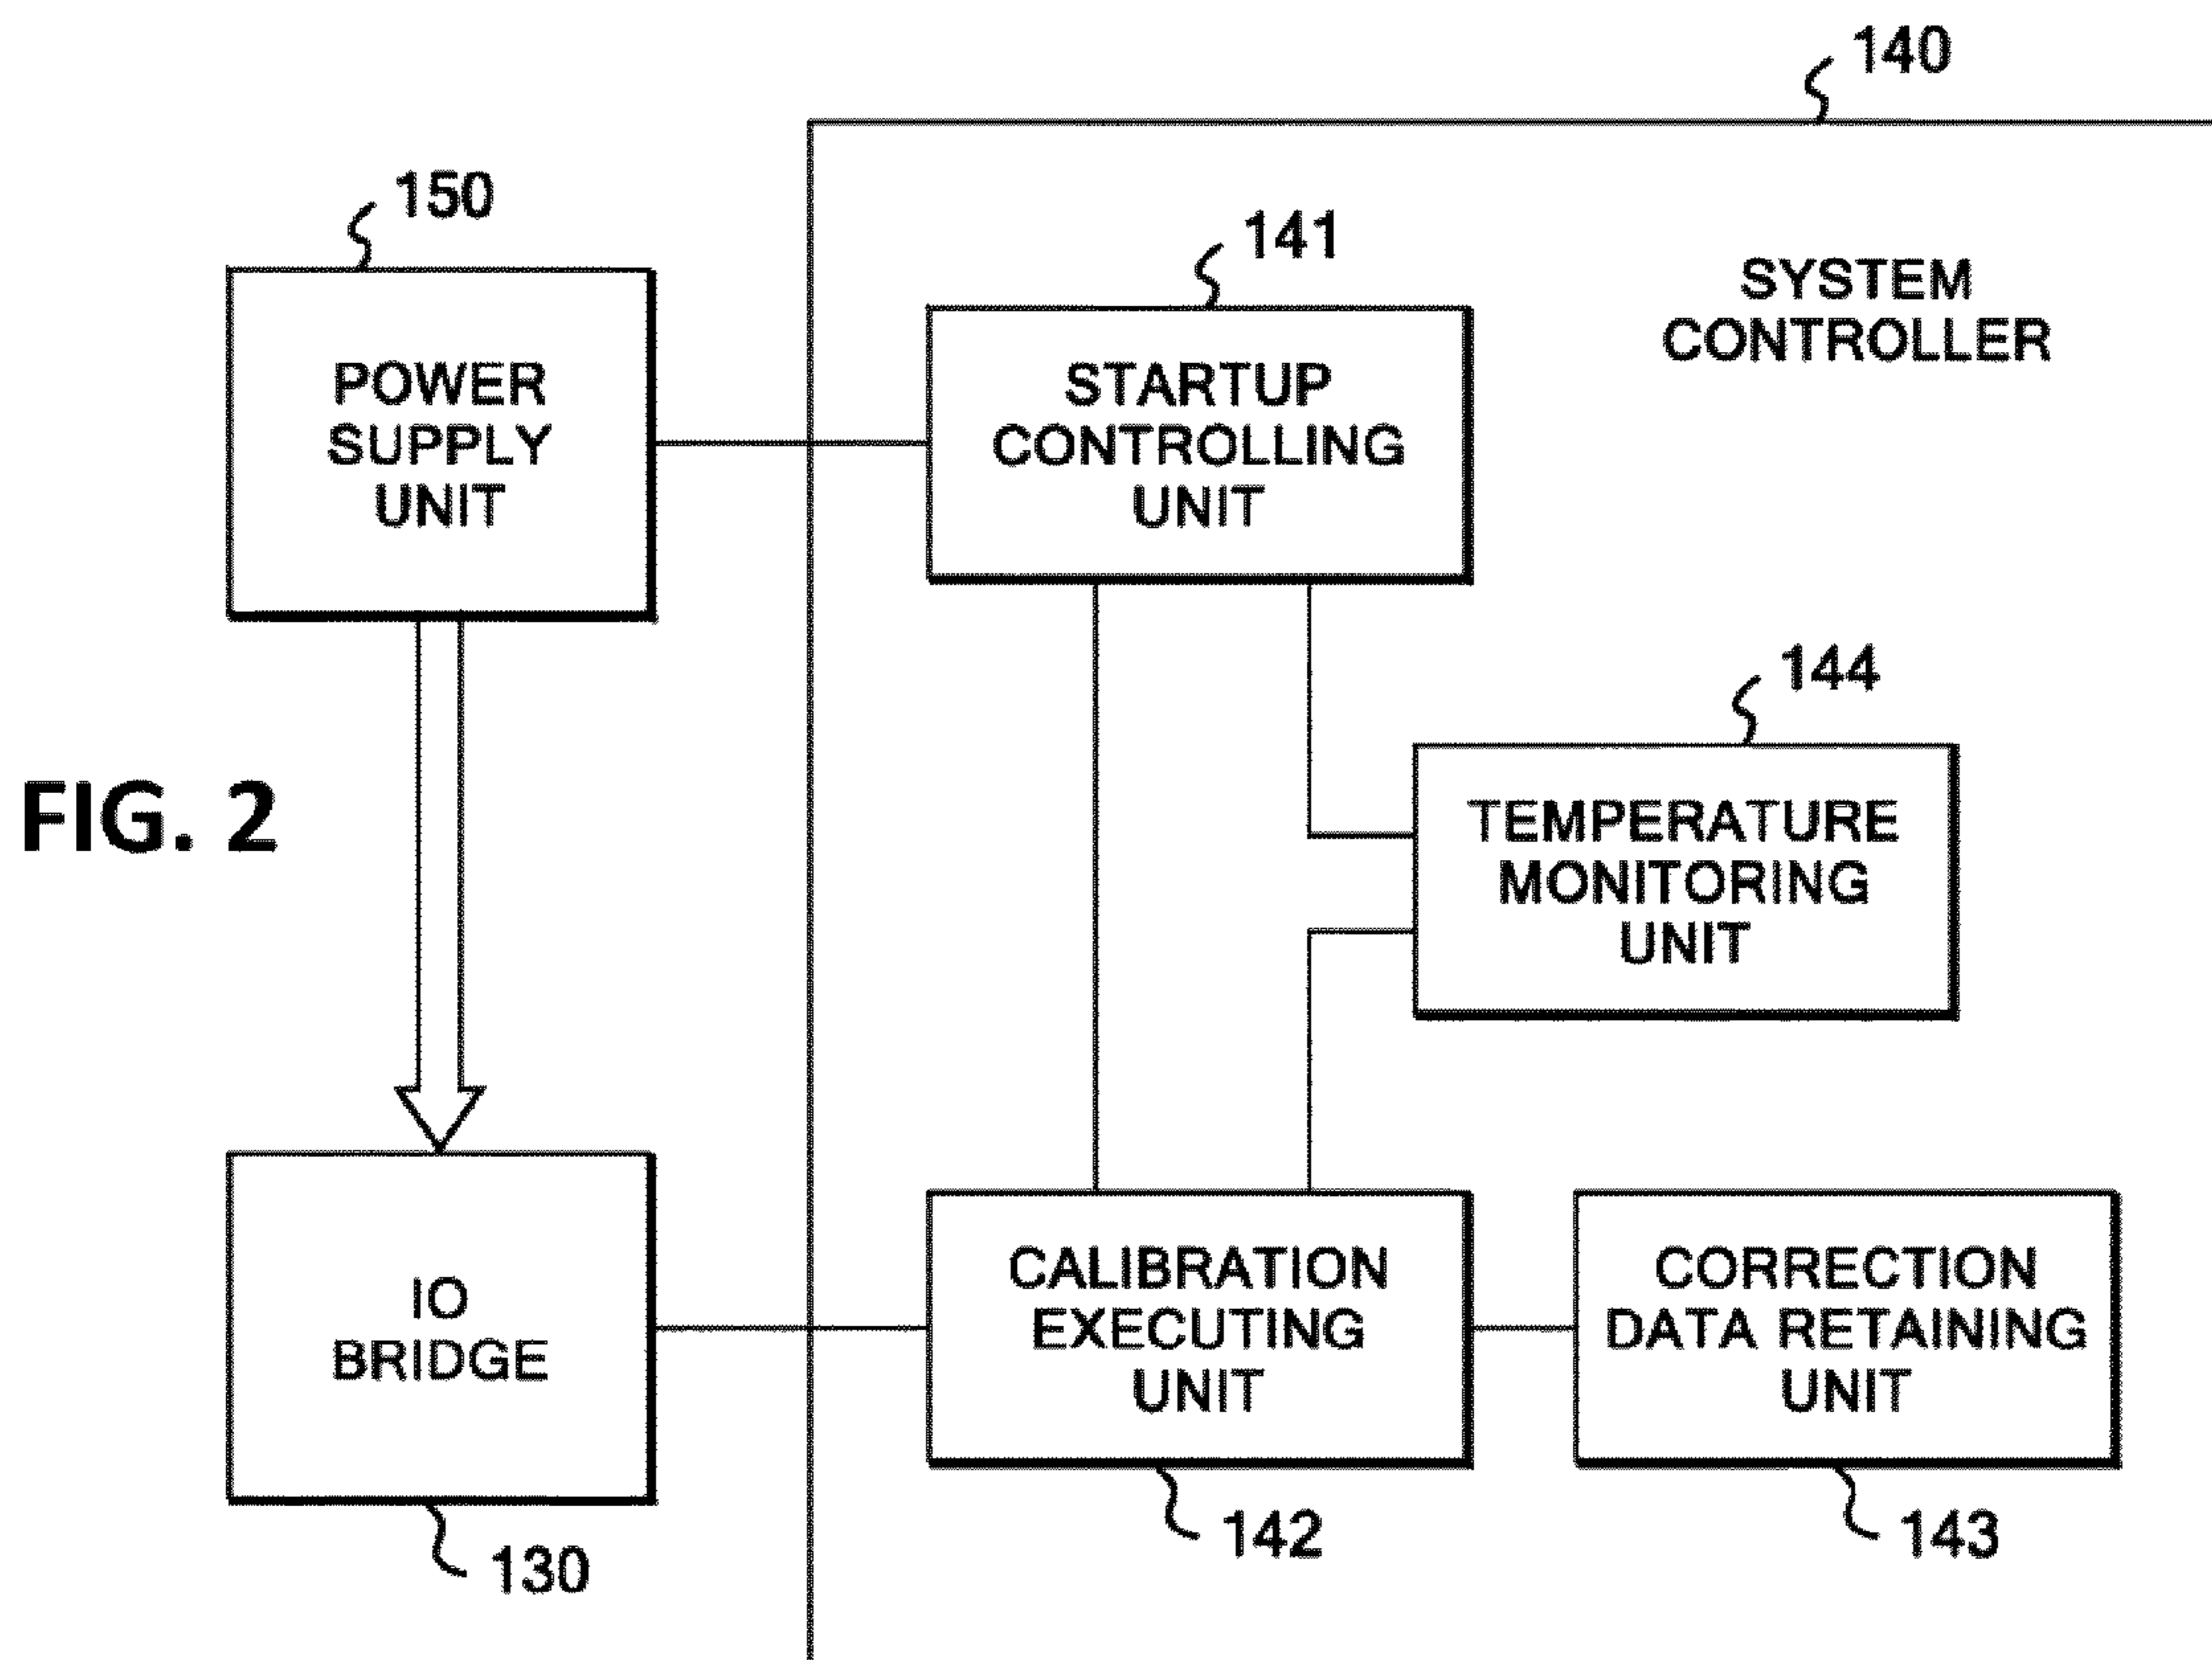 140
150
141
SYSTEM
CONTROLLER
POWER
SUPPLY
UNIT
STARTUP
CONTROLLING
UNIT
144
FIG. 2
TEMPERATURE
MONITORING
UNIT
IO
BRIDGE
CALIBRATION
EXECUTING
UNIT
CORRECTION
DATA RETAINING
UNIT
142
143
130